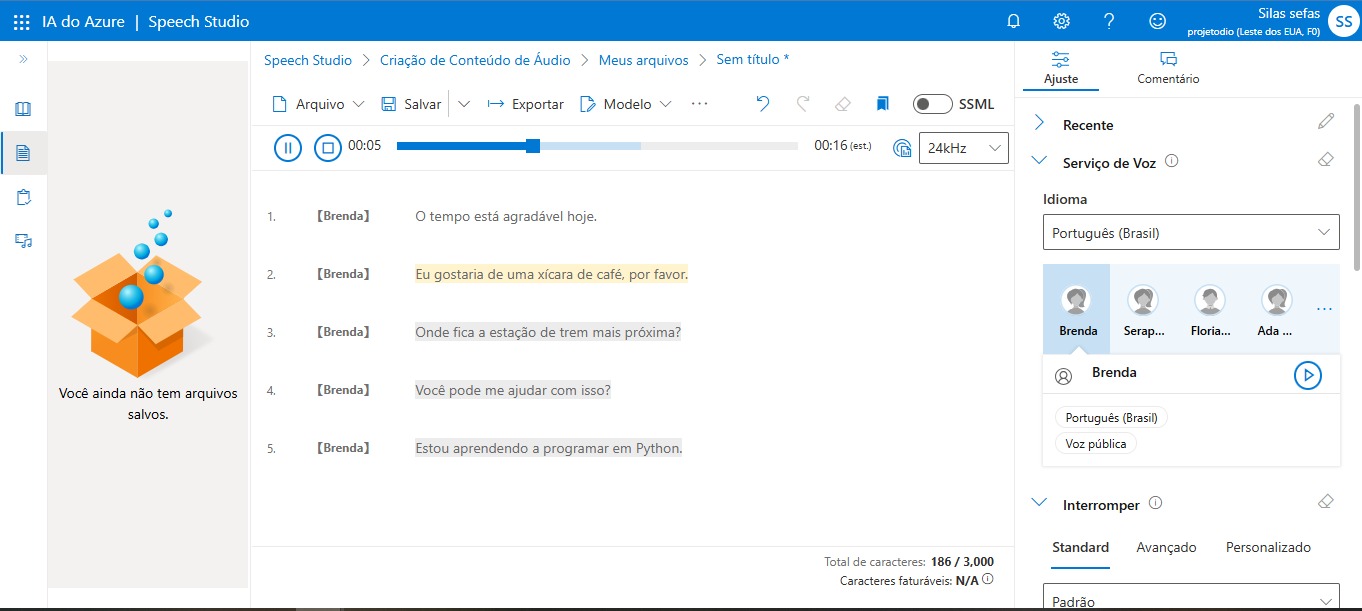 IA do Azure | Speech Studio
Silas sefas
projetodio (Leste dos EUA, F0)
SS
Speech Studio > Criação de Conteúdo de Áudio > Meus arquivos > Sem título *
Arquivo Salvar Exportar Modelo ... SSML
00:05 00:16 (est.) 24kHz
1. [Brenda] O tempo está agradável hoje.
2. [Brenda] Eu gostaria de uma xícara de café, por favor.
3. [Brenda] Onde fica a estação de trem mais próxima?
4. [Brenda] Você pode me ajudar com isso?
5. [Brenda] Estou aprendendo a programar em Python.
Você ainda não tem arquivos
salvos.
Total de caracteres: 186 / 3,000
Caracteres faturáveis: N/A
Ajuste Comentário
Recente
Serviço de Voz
Idioma
Português (Brasil)
Brenda Serap... Floria... Ada ... ...
Brenda
Português (Brasil)
Voz pública
Interromper
Standard Avançado Personalizado
Padrão